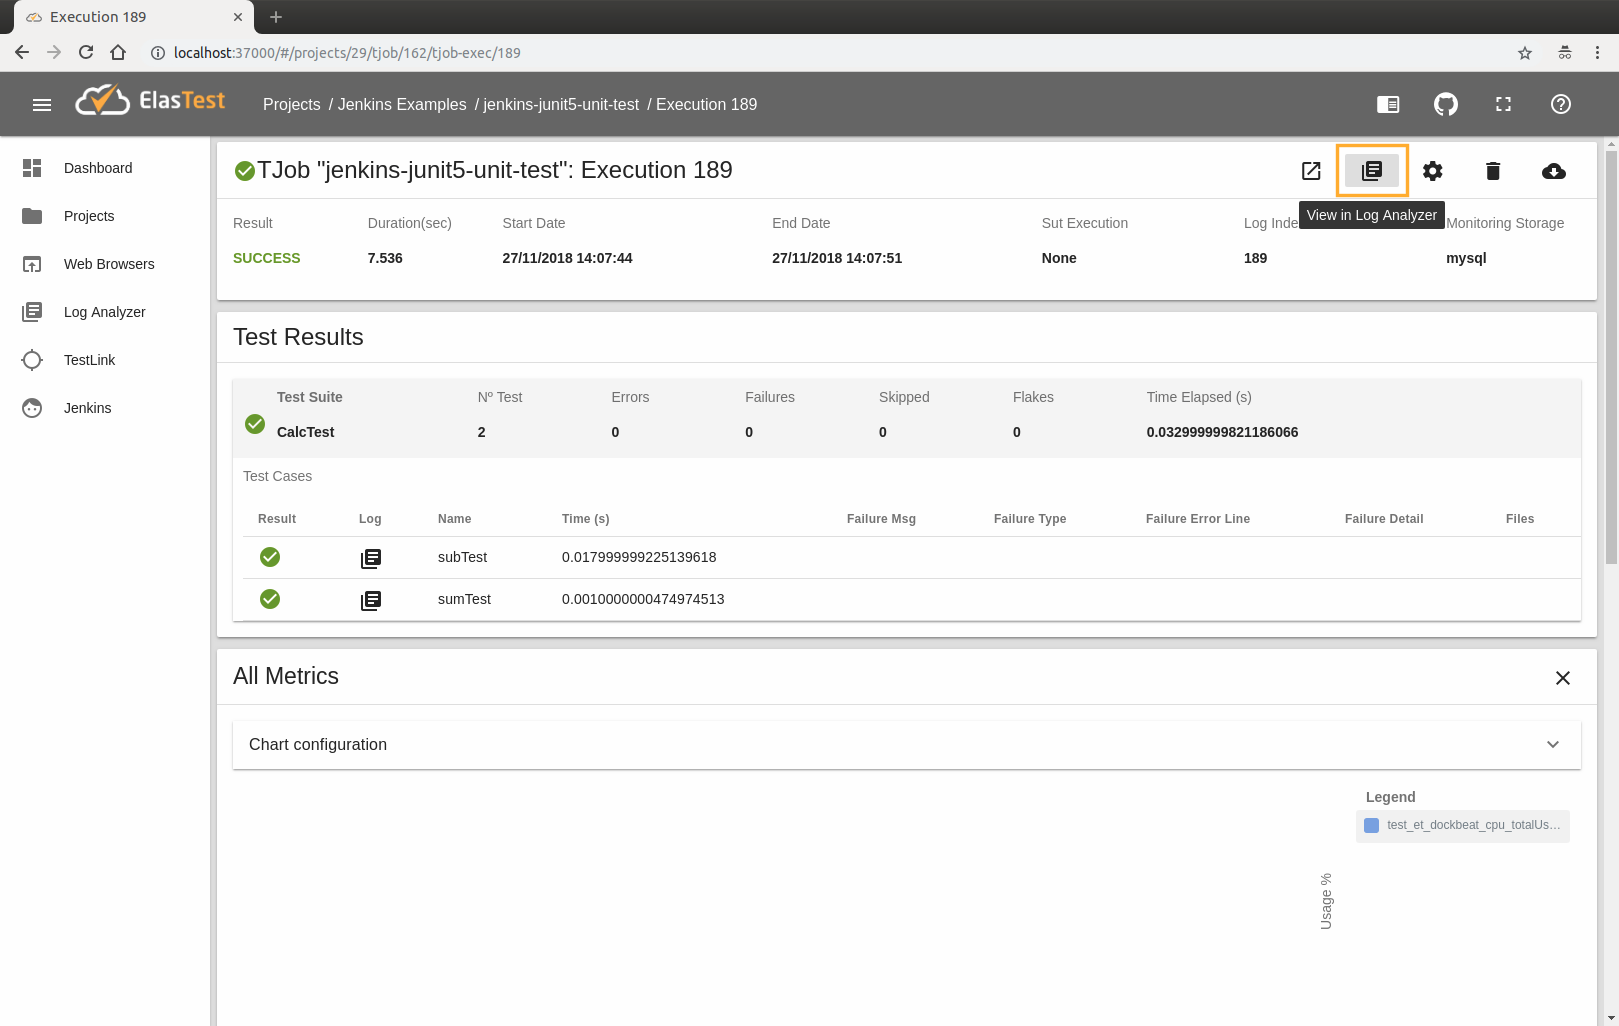 Execution 189
localhost:37000/#/projects/29/tjob/162/tjob-exec/189
ElasTest
Projects / Jenkins Examples / jenkins-junit5-unit-test / Execution 189
Dashboard
Projects
Web Browsers
Log Analyzer
TestLink
Jenkins
TJob "jenkins-junit5-unit-test": Execution 189
View in Log Analyzer
Result Duration(sec) Start Date End Date Sut Execution Log Inde Monitoring Storage
SUCCESS 7.536 27/11/2018 14:07:44 27/11/2018 14:07:51 None 189 mysql
Test Results
Test Suite Nº Test Errors Failures Skipped Flakes Time Elapsed (s)
CalcTest 2 0 0 0 0 0.032999999821186066
Test Cases
Result Log Name Time (s) Failure Msg Failure Type Failure Error Line Failure Detail Files
subTest 0.017999999225139618
sumTest 0.0010000000474974513
All Metrics
Chart configuration
Legend
test_et_dockbeat_cpu_totalUs...
Usage %